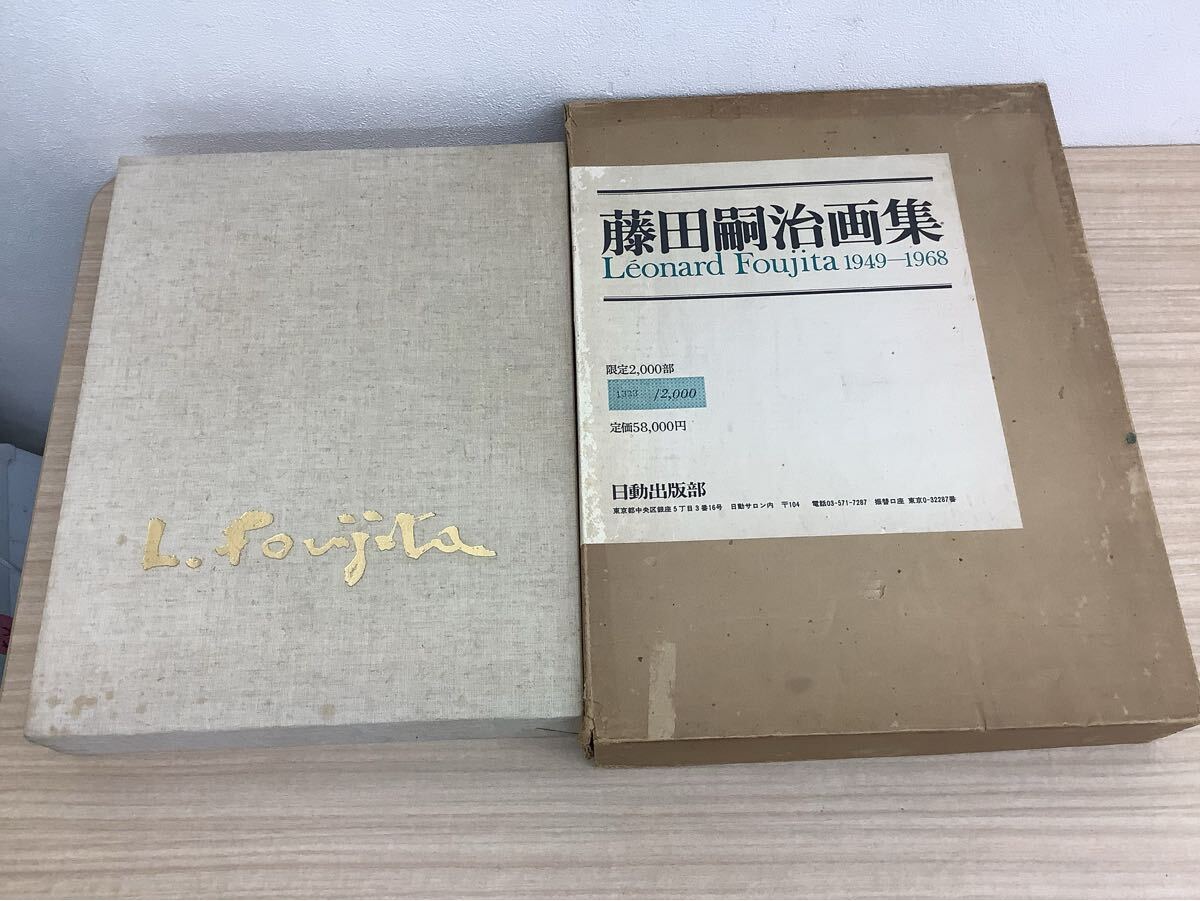 L. Foujita
藤田嗣治画集
Léonard Foujita 1949—1968
限定2,000部
1323 /2,000
定価58,000円
日動出版部
東京都中央区銀座5丁目3番16号 日動サロン内 〒104 電話03-571-7287 振替口座 東京0-32287番